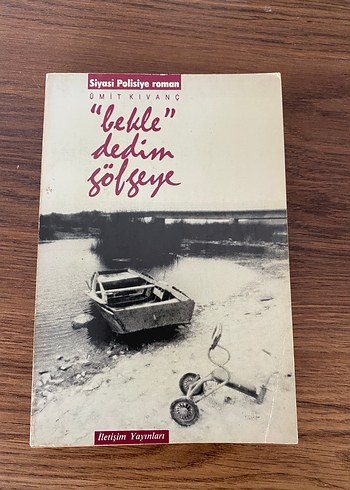 Siyasi Polisiye roman
ÜMİT KIVANÇ
"bekle"
dedim
gölgeye
İletişim Yayınları